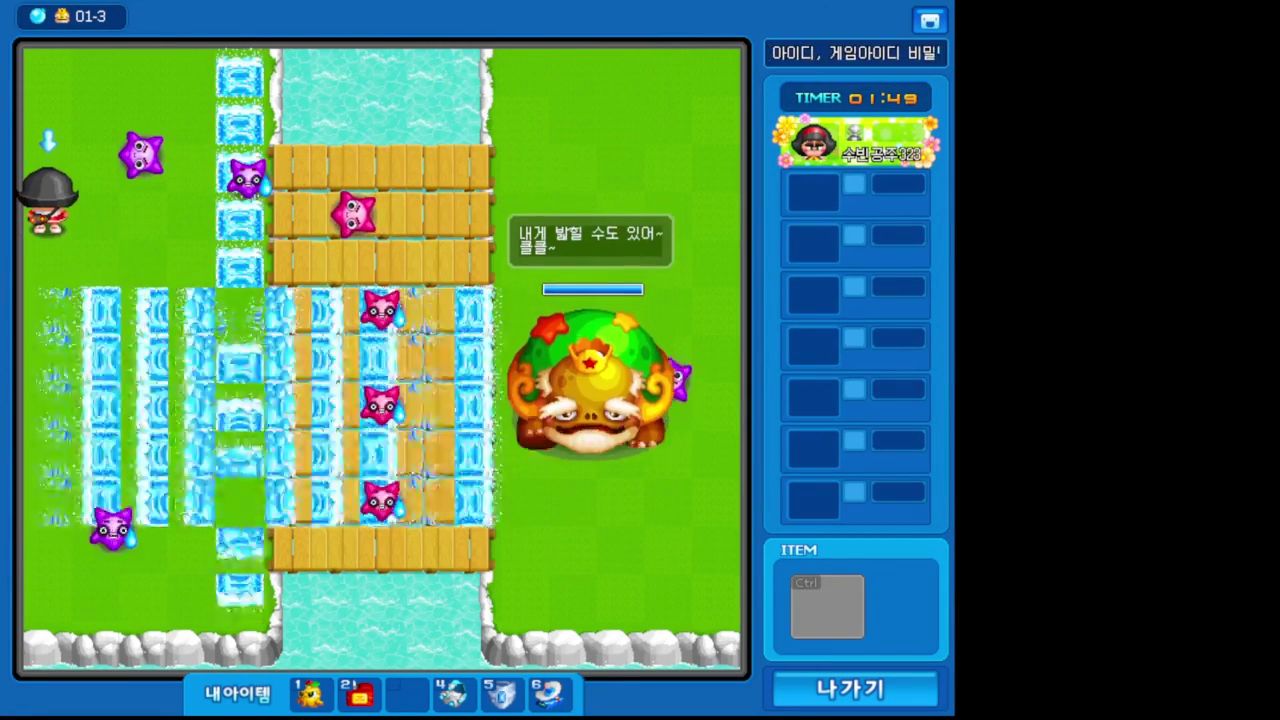 01-3
아이디, 게임아이디 비밀
TIMER 01:49
수빈공주023
내게 밟힐 수도 있어~
클클~
ITEM
Ctrl
내아이템
1
2
4
5
6
나가기